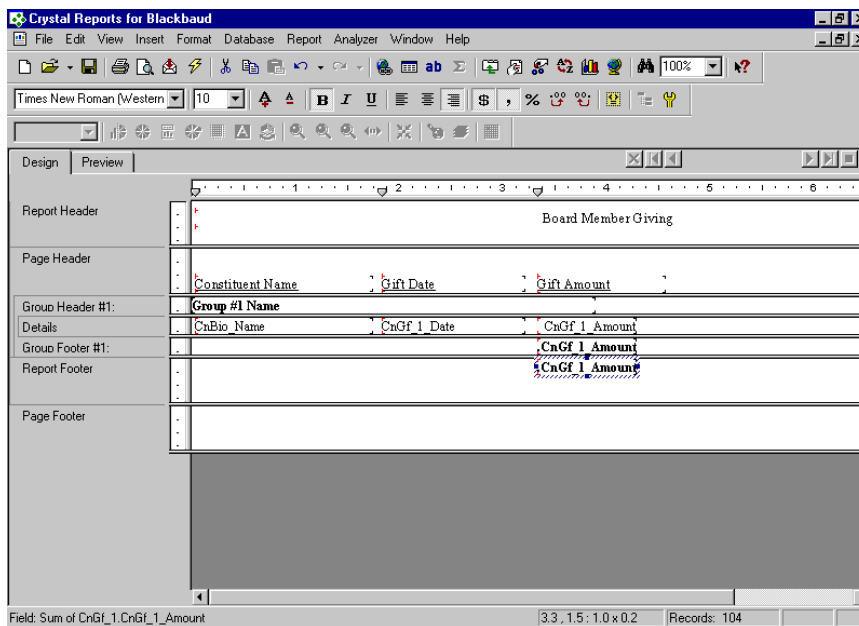 Crystal Reports for Blackbaud
File Edit View Insert Format Database Report Analyzer Window Help
ab Σ 100%
Times New Roman (Western 10 B I U $ , %
Design Preview
1 2 3 4 5 6
Report Header
Board Member Giving
Page Header
Constituent Name Gift Date Gift Amount
Group Header #1: Group #1 Name
Details CnBio_Name CnGf_1_Date CnGf_1_Amount
Group Footer #1: CnGf_1_Amount
Report Footer CnGf_1_Amount
Page Footer
Field: Sum of CnGf_1.CnGf_1_Amount 3.3 , 1.5 : 1.0 x 0.2 Records: 104